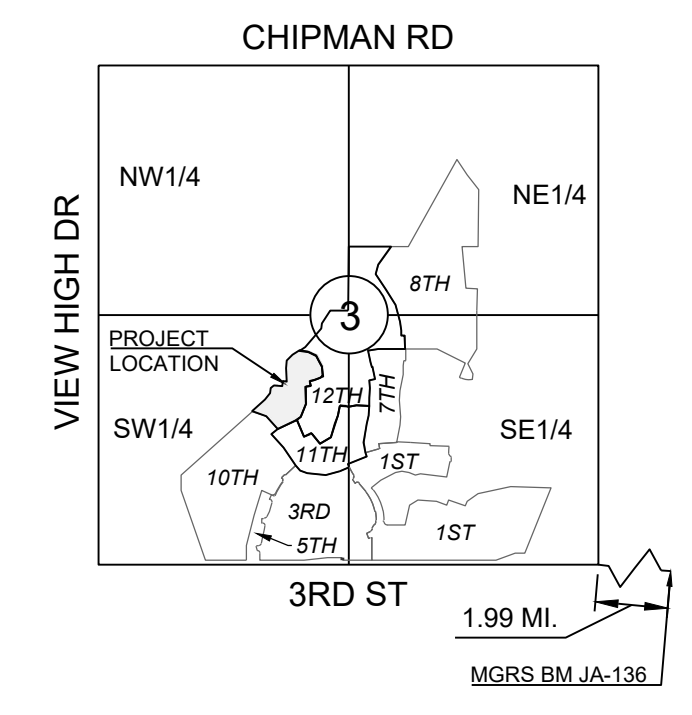 CHIPMAN RD
NW1/4
NE1/4
VIEW HIGH DR
8TH
3
PROJECT
LOCATION
12TH
7TH
SW1/4
SE1/4
11TH
1ST
10TH
3RD
1ST
5TH
3RD ST
1.99 MI.
MGRS BM JA-136